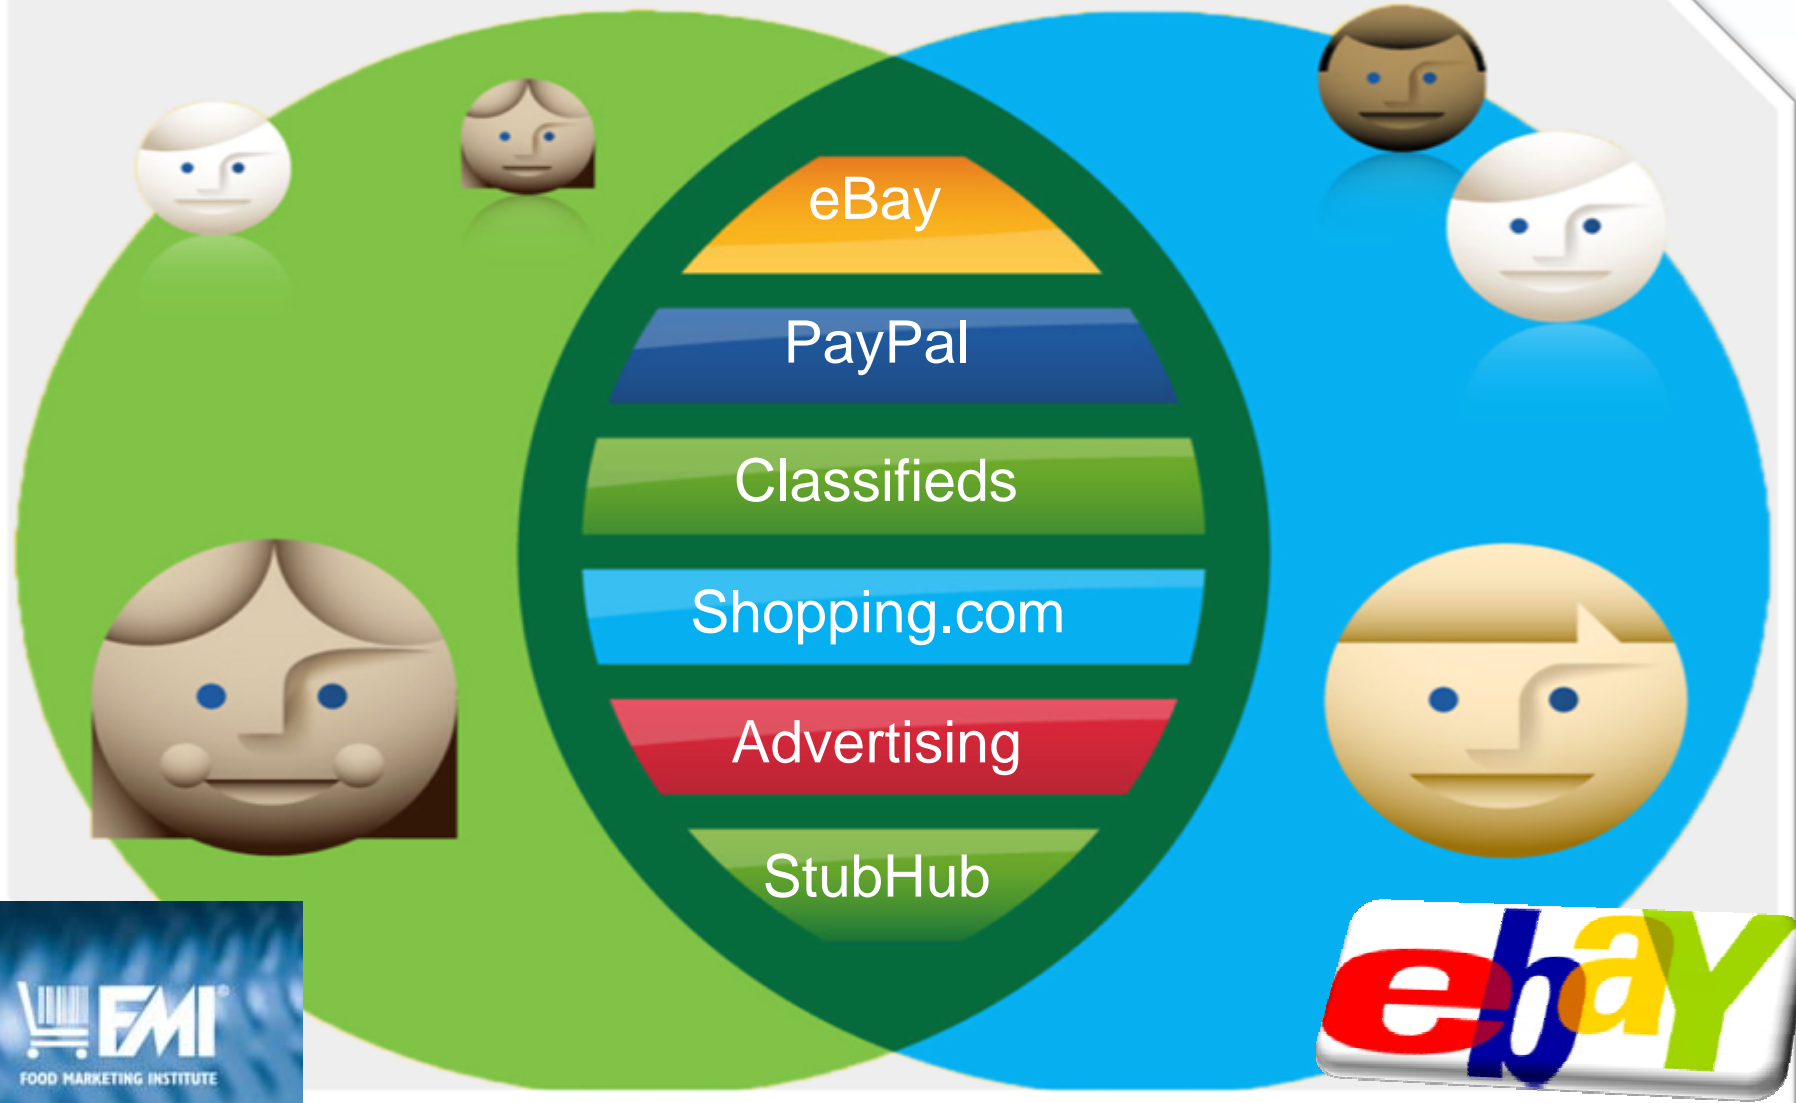 eBay
PayPal
Classifieds
Shopping.com
Advertising
StubHub
FMI®
FOOD MARKETING INSTITUTE
ebaY